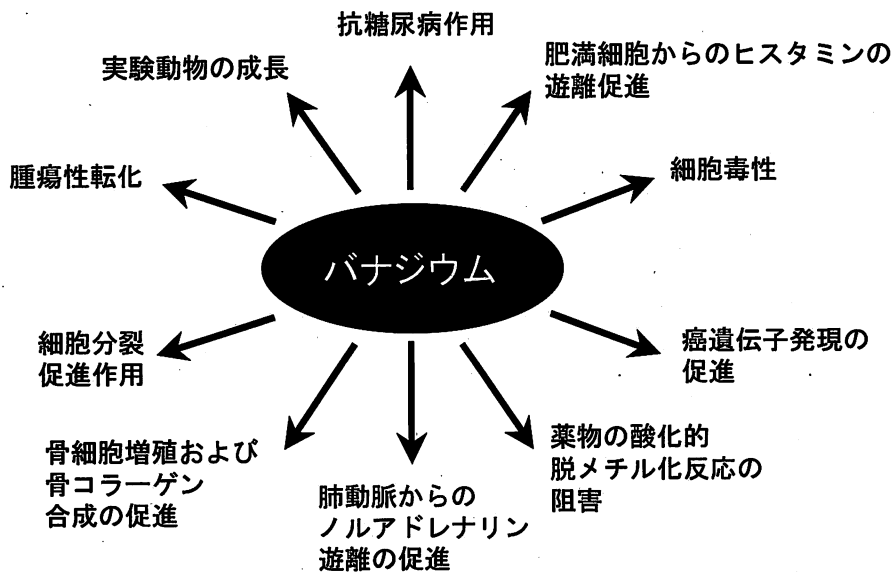 抗糖尿病作用
実験動物の成長
肥満細胞からのヒスタミンの
遊離促進
腫瘍性転化
細胞毒性
バナジウム
細胞分裂
促進作用
癌遺伝子発現の
促進
骨細胞増殖および
骨コラーゲン
合成の促進
肺動脈からの
ノルアドレナリン
遊離の促進
薬物の酸化的
脱メチル化反応の
阻害